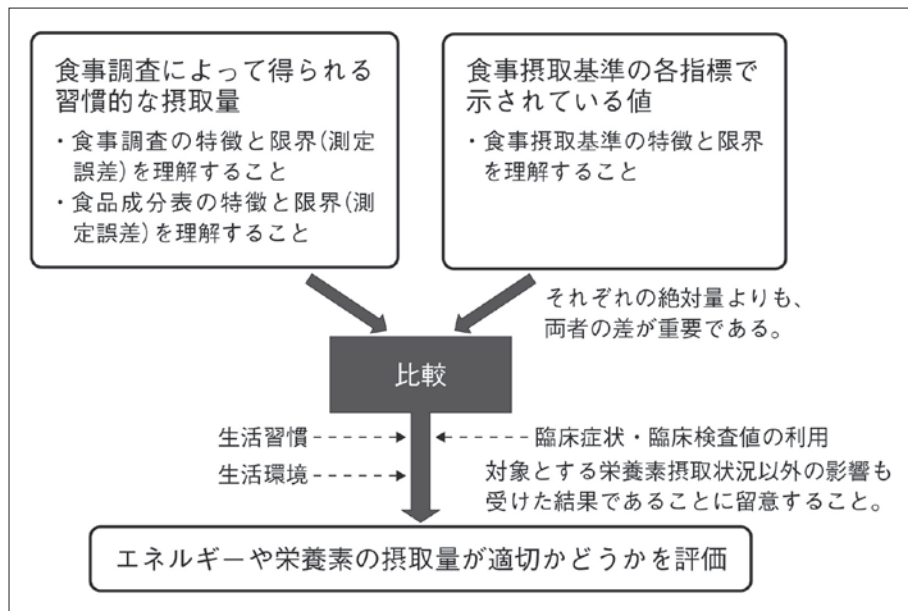 食事調査によって得られる
習慣的な摂取量
・食事調査の特徴と限界(測定
誤差)を理解すること
・食品成分表の特徴と限界(測
定誤差)を理解すること
食事摂取基準の各指標で
示されている値
・食事摂取基準の特徴と限界
を理解すること
それぞれの絶対量よりも、
両者の差が重要である。
比較
生活習慣
臨床症状・臨床検査値の利用
生活環境
対象とする栄養素摂取状況以外の影響も
受けた結果であることに留意すること。
エネルギーや栄養素の摂取量が適切かどうかを評価